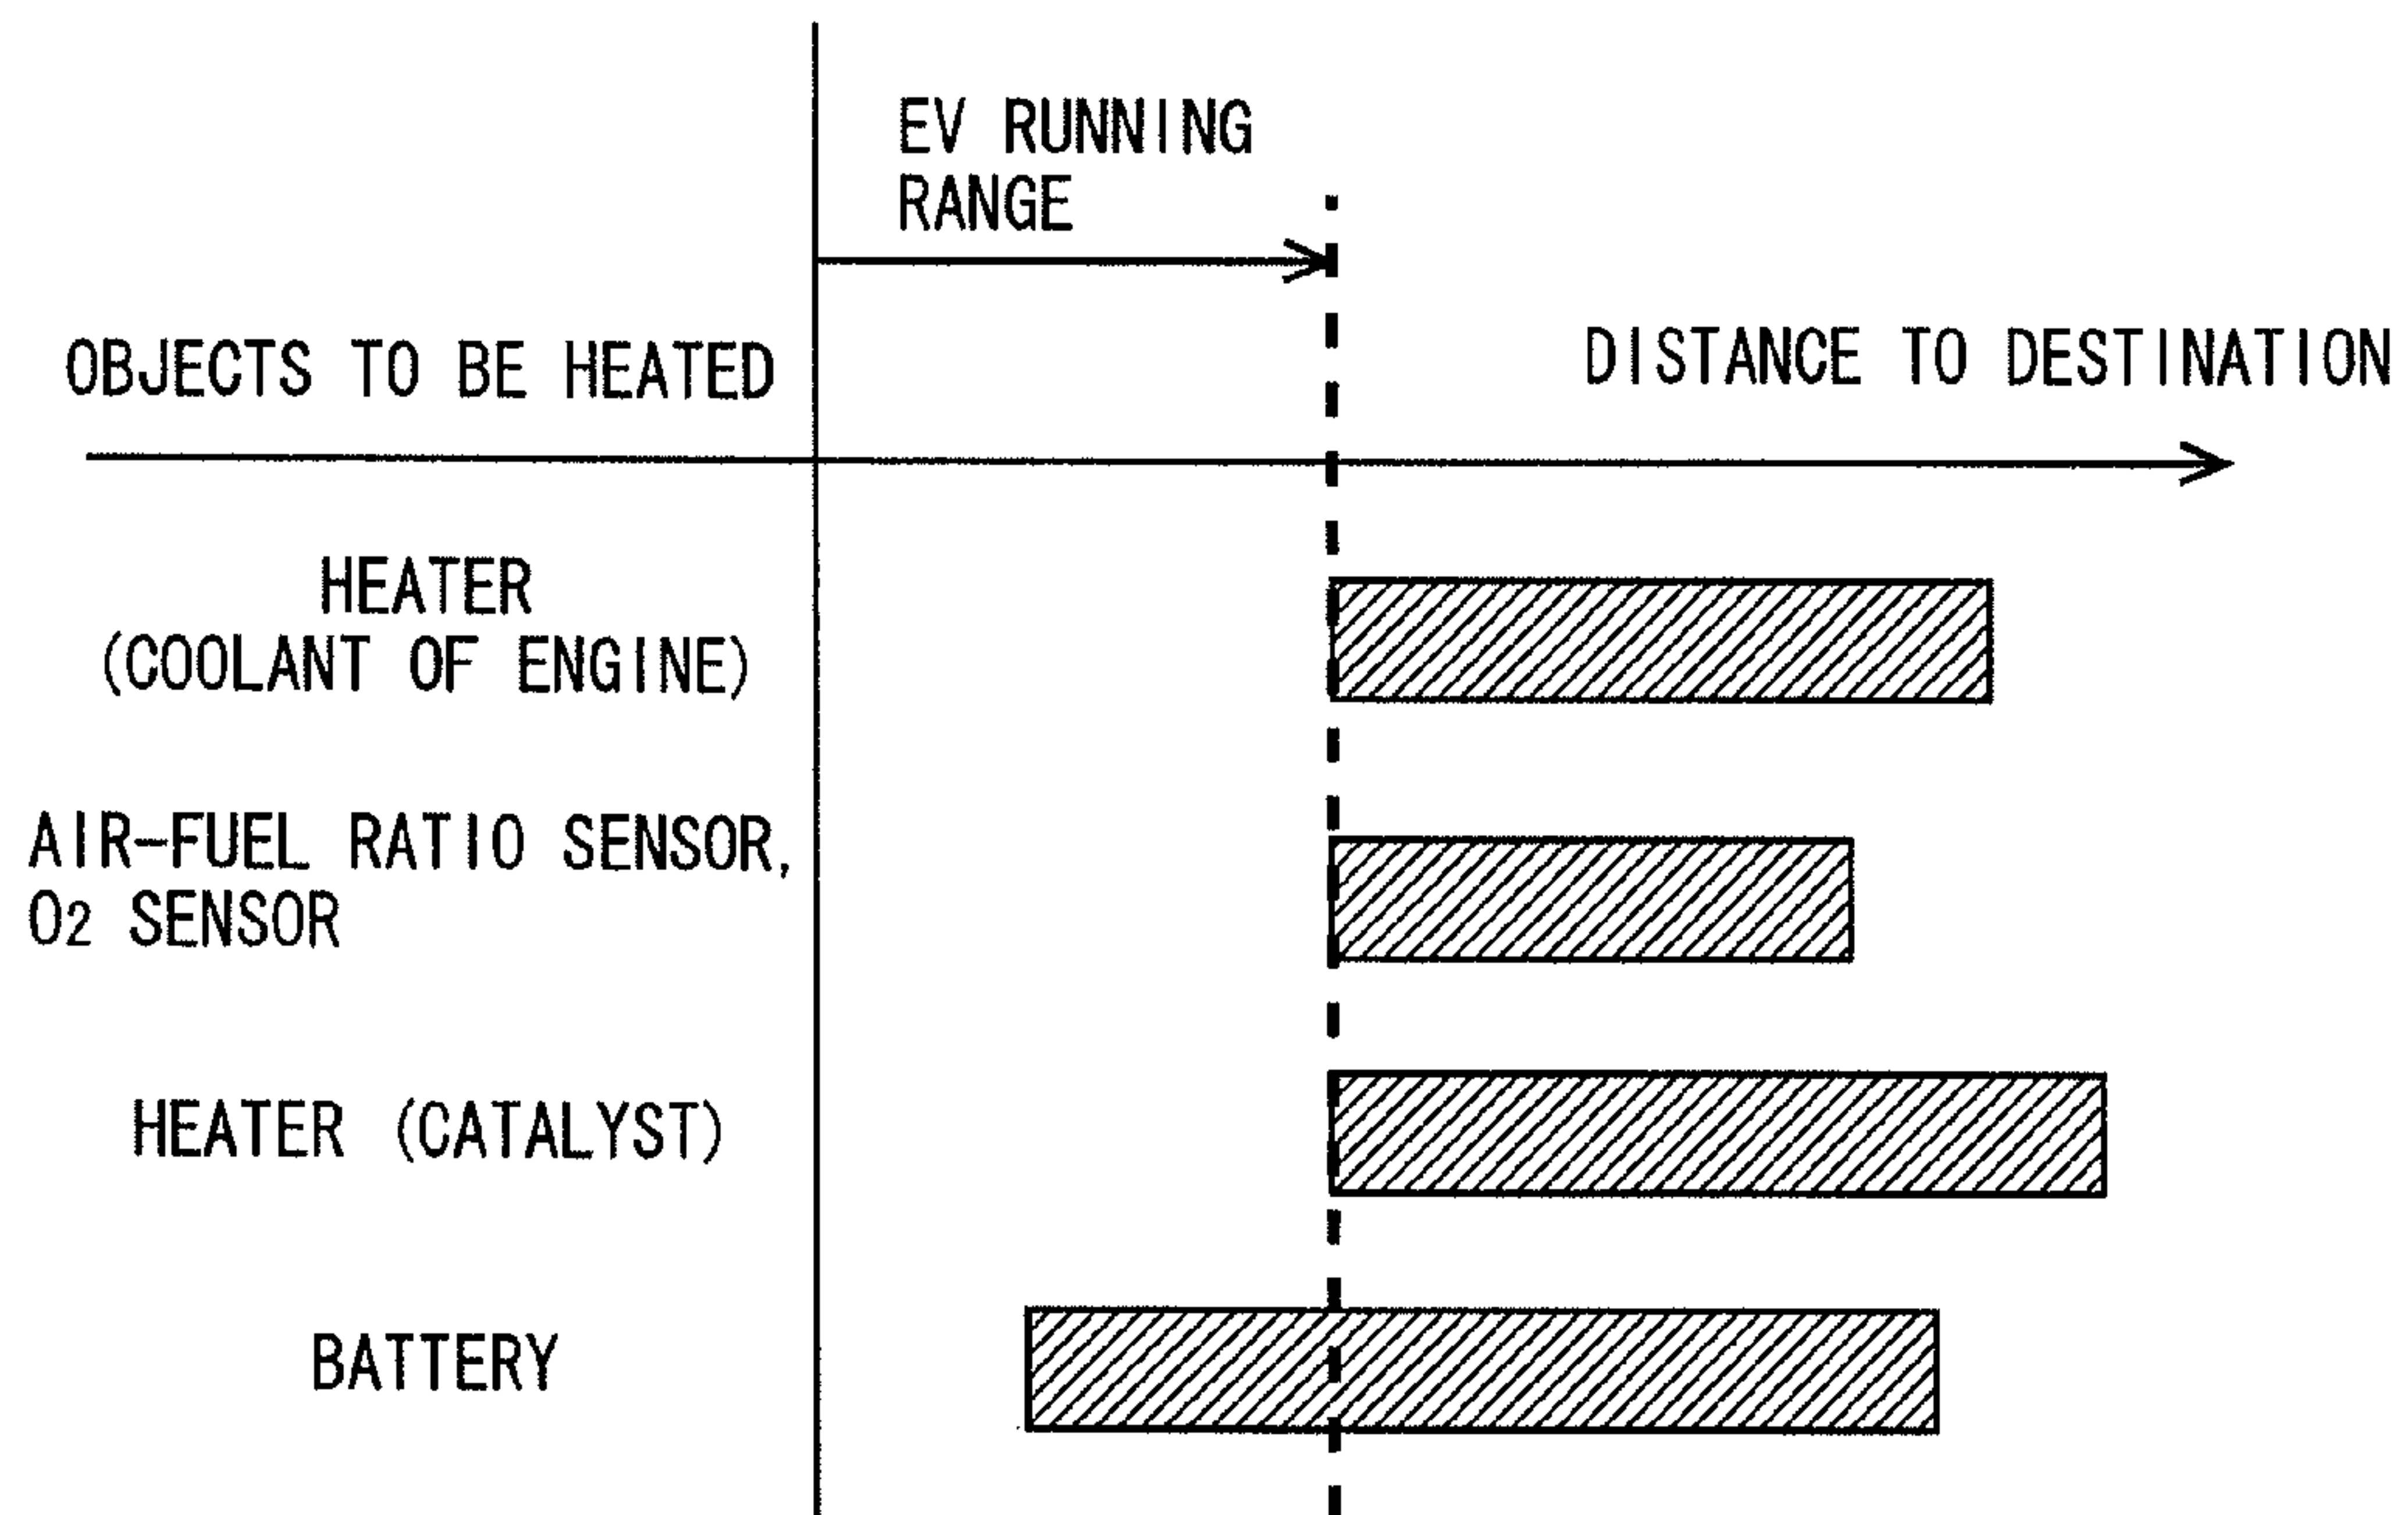 EV RUNNING
RANGE
OBJECTS TO BE HEATED
DISTANCE TO DESTINATION
HEATER
(COOLANT OF ENGINE)
AIR-FUEL RATIO SENSOR,
O2 SENSOR
HEATER (CATALYST)
BATTERY